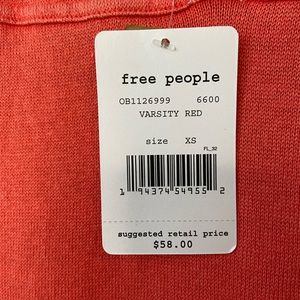 free people
OB1126999 6600
VARSITY RED
size XS
FL_32
1 94374 54955 2
suggested retail price
$58.00